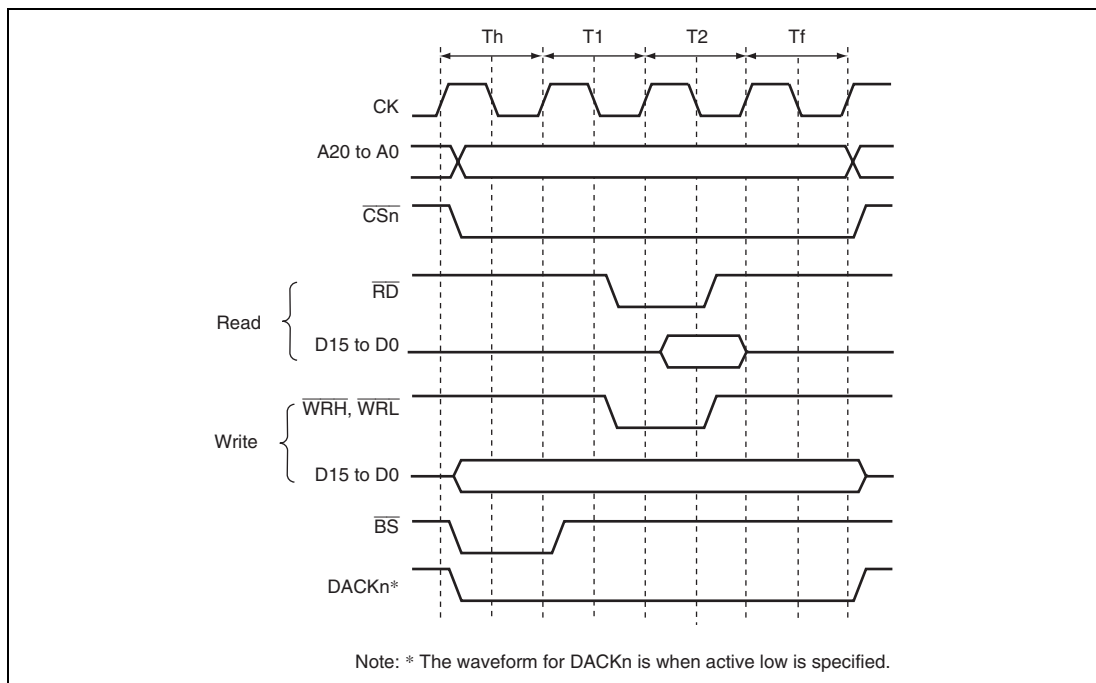 Th T1 T2 Tf
CK
A20 to A0
CSn
RD
Read
D15 to D0
WRH, WRL
Write
D15 to D0
BS
DACKn*
Note: * The waveform for DACKn is when active low is specified.